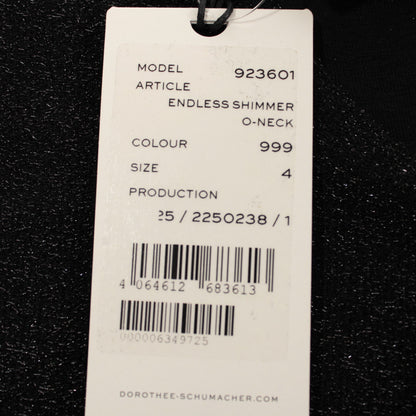 MODEL 923601
ARTICLE
ENDLESS SHIMMER
O-NECK
COLOUR 999
SIZE 4
PRODUCTION
25 / 2250238 / 1
4 064612 683613
000006349725
DOROTHEE-SCHUMACHER.COM